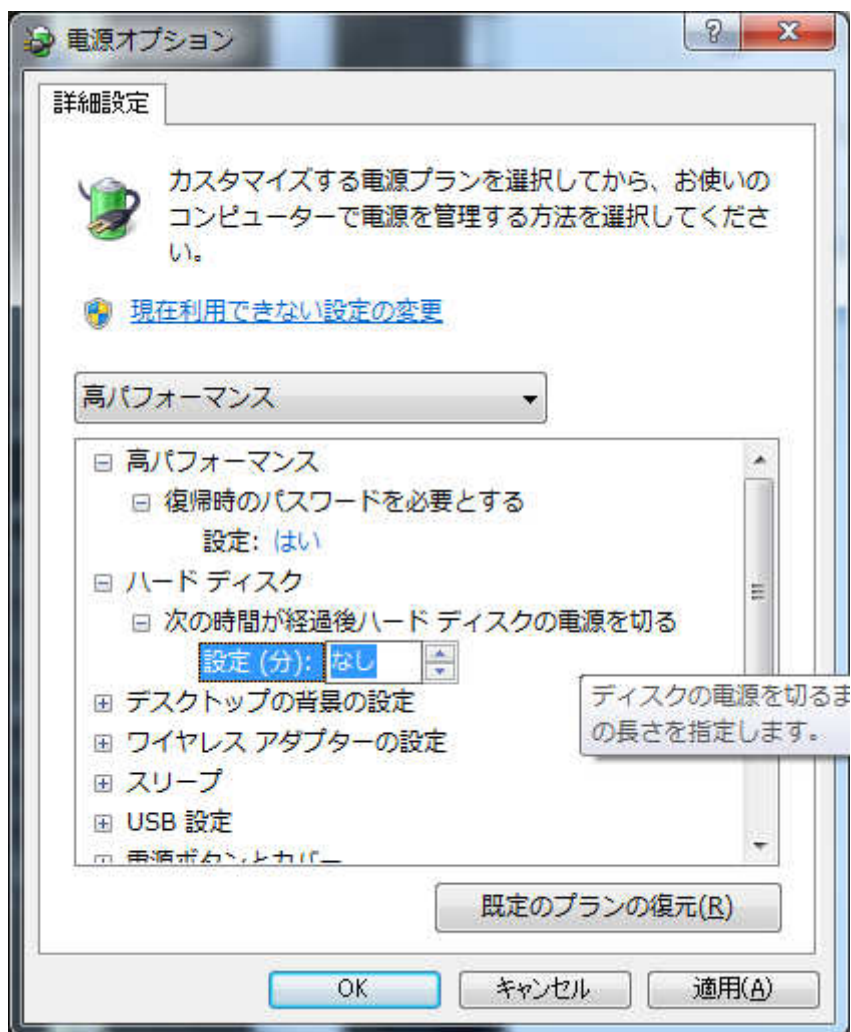 電源オプション
詳細設定
カスタマイズする電源プランを選択してから、お使いの
コンピューターで電源を管理する方法を選択してくださ
い。
現在利用できない設定の変更
高パフォーマンス
高パフォーマンス
復帰時のパスワードを必要とする
設定: はい
ハード ディスク
次の時間が経過後ハード ディスクの電源を切る
設定 (分): なし
デスクトップの背景の設定
ディスクの電源を切るま
の長さを指定します。
ワイヤレス アダプターの設定
スリープ
USB 設定
電源ボタンとカバー
既定のプランの復元(R)
OK
キャンセル
適用(A)